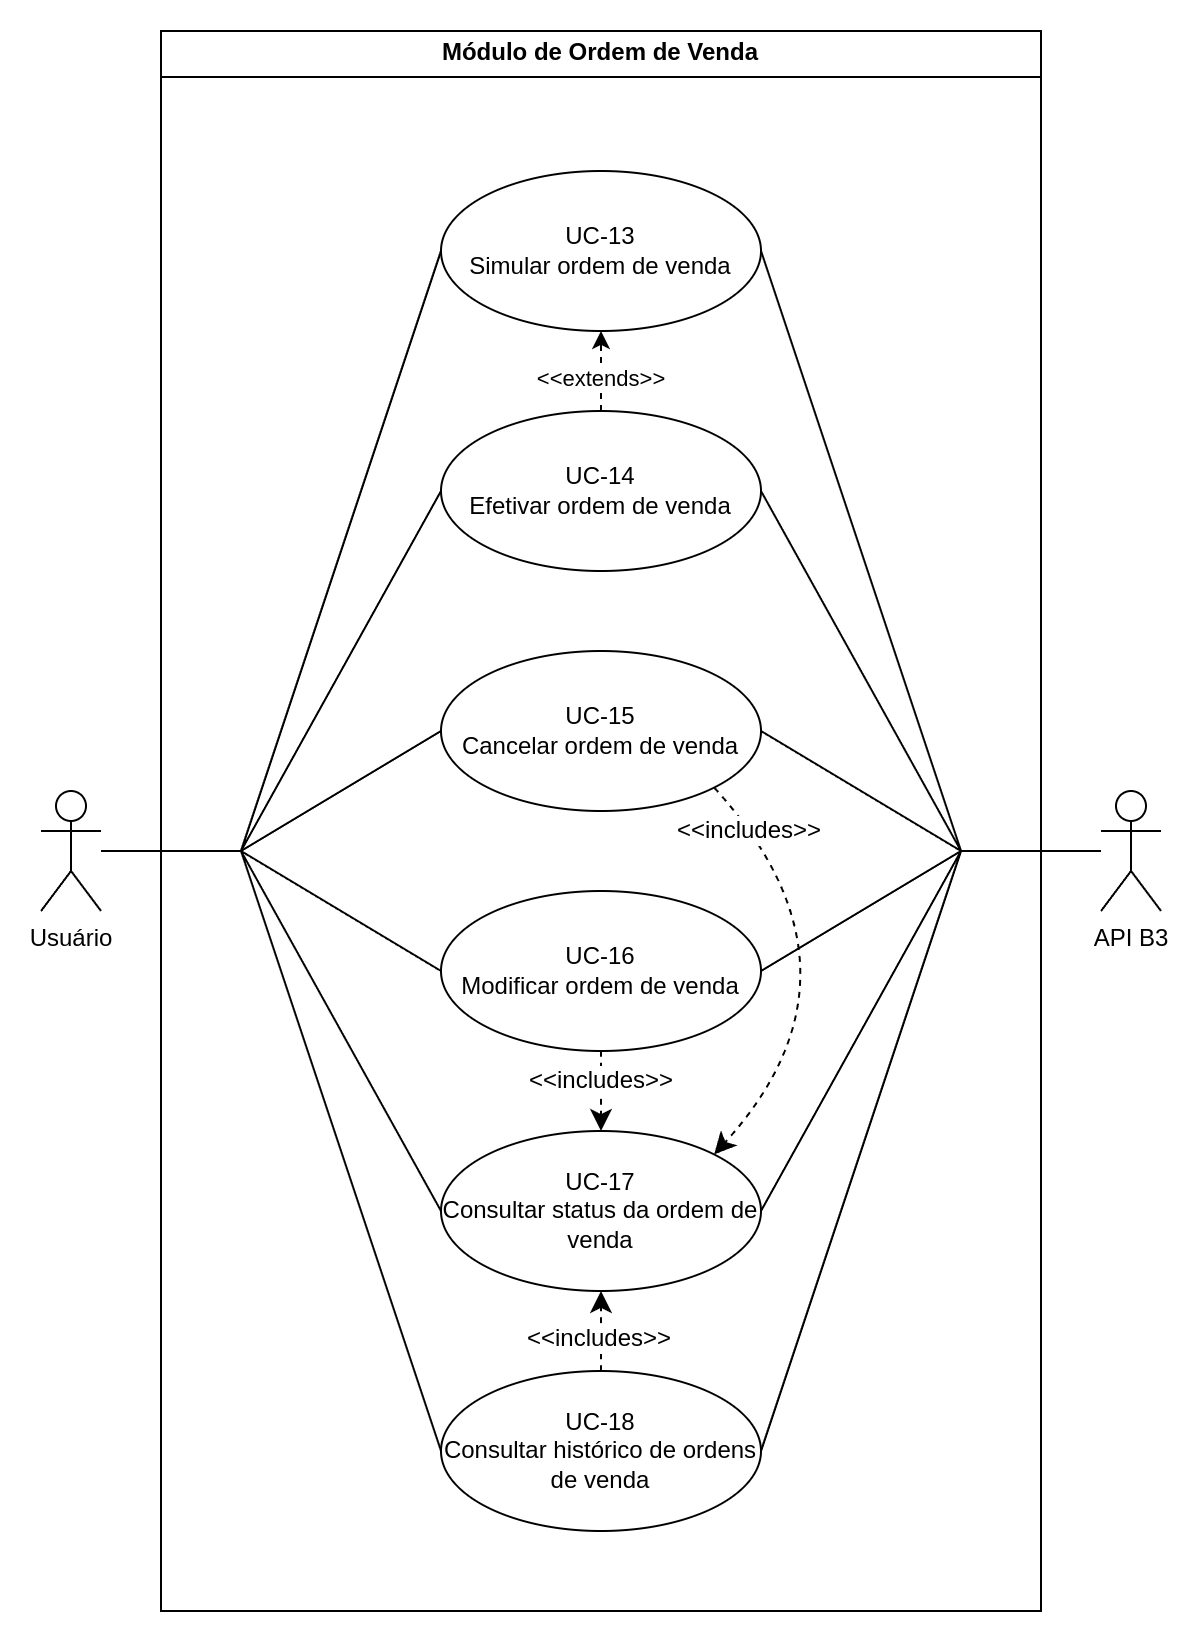 Módulo de Ordem de Venda
UC-13
Simular ordem de venda
<<extends>>
UC-14
Efetivar ordem de venda
UC-15
Cancelar ordem de venda
<<includes>>
Usuário
API B3
UC-16
Modificar ordem de venda
<<includes>>
UC-17
Consultar status da ordem de
venda
<<includes>>
UC-18
Consultar histórico de ordens
de venda